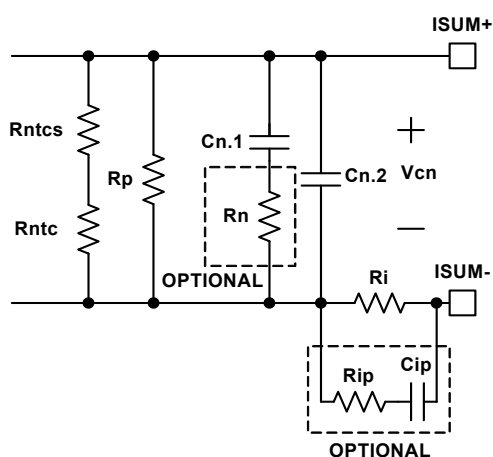 ISUM+
Rntcs
Cn.1
+
Rp
Cn.2
Vcn
Rn
Rntc
−
OPTIONAL
Ri
ISUM-
Rip
Cip
OPTIONAL